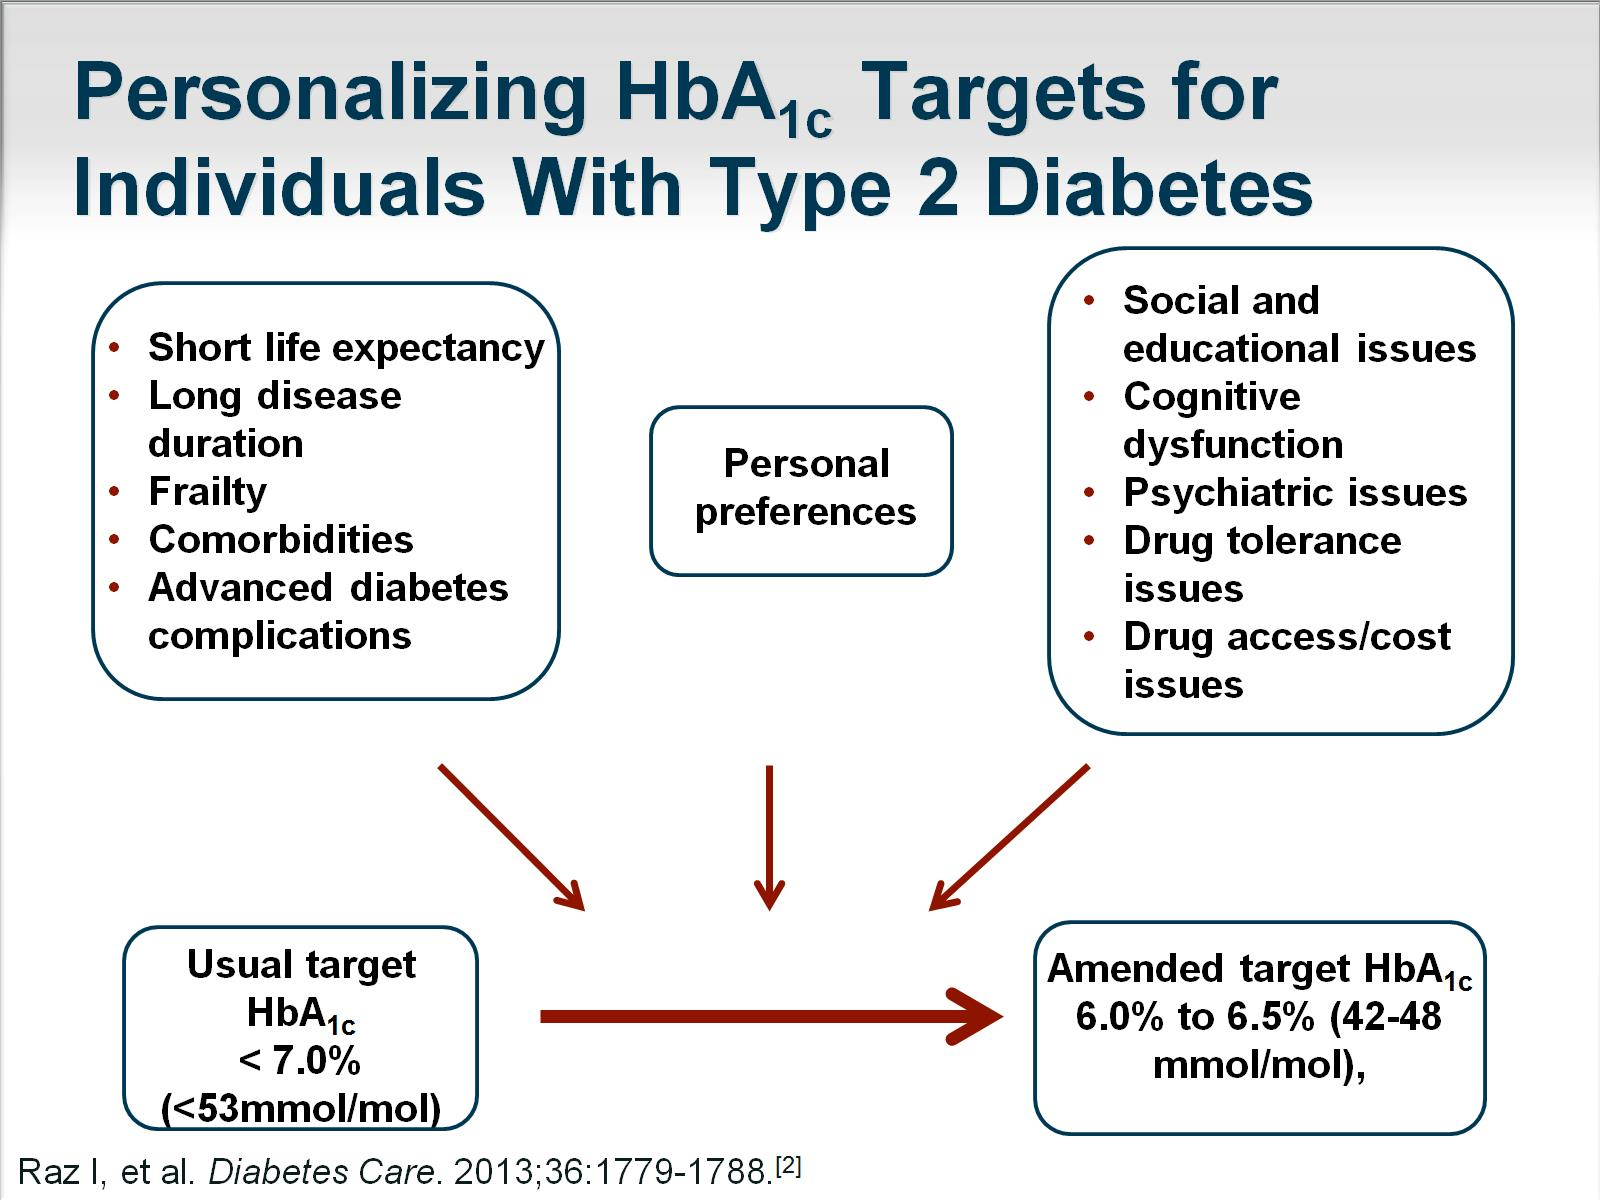 Personalizing HbA1c Targets for
Individuals With Type 2 Diabetes
• Short life expectancy
• Long disease
duration
• Frailty
• Comorbidities
• Advanced diabetes
complications
Personal
preferences
• Social and
educational issues
• Cognitive
dysfunction
• Psychiatric issues
• Drug tolerance
issues
• Drug access/cost
issues
Usual target
HbA1c
< 7.0%
(<53mmol/mol)
Amended target HbA1c
6.0% to 6.5% (42-48
mmol/mol),
Raz I, et al. Diabetes Care. 2013;36:1779-1788.[2]